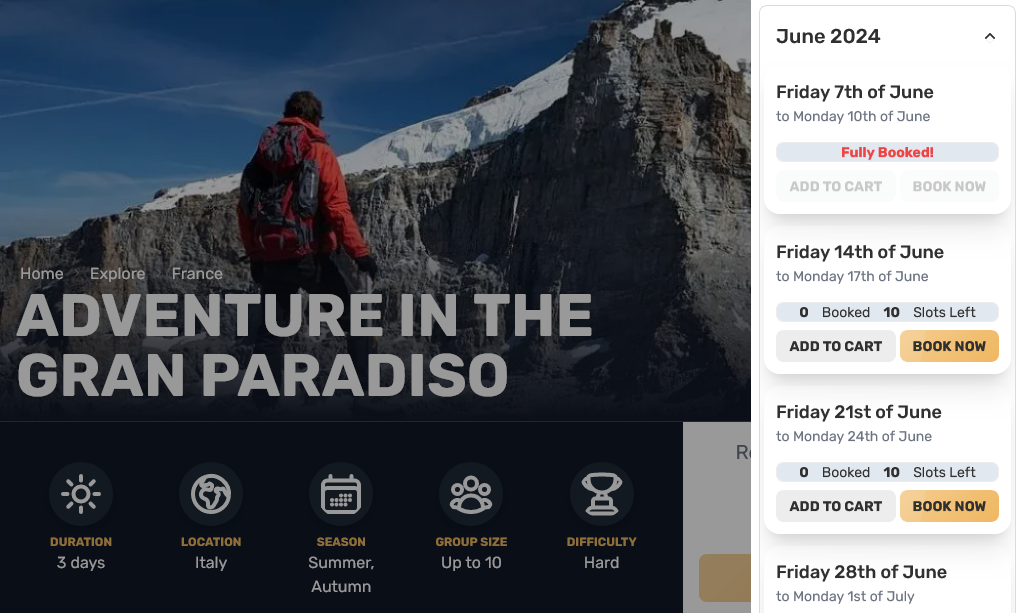 Home Explore France
ADVENTURE IN THE
GRAN PARADISO
DURATION
3 days
LOCATION
Italy
SEASON
Summer,
Autumn
GROUP SIZE
Up to 10
DIFFICULTY
Hard
June 2024
Friday 7th of June
to Monday 10th of June
Fully Booked!
ADD TO CART BOOK NOW
Friday 14th of June
to Monday 17th of June
0 Booked 10 Slots Left
ADD TO CART BOOK NOW
Friday 21st of June
to Monday 24th of June
0 Booked 10 Slots Left
ADD TO CART BOOK NOW
Friday 28th of June
to Monday 1st of July